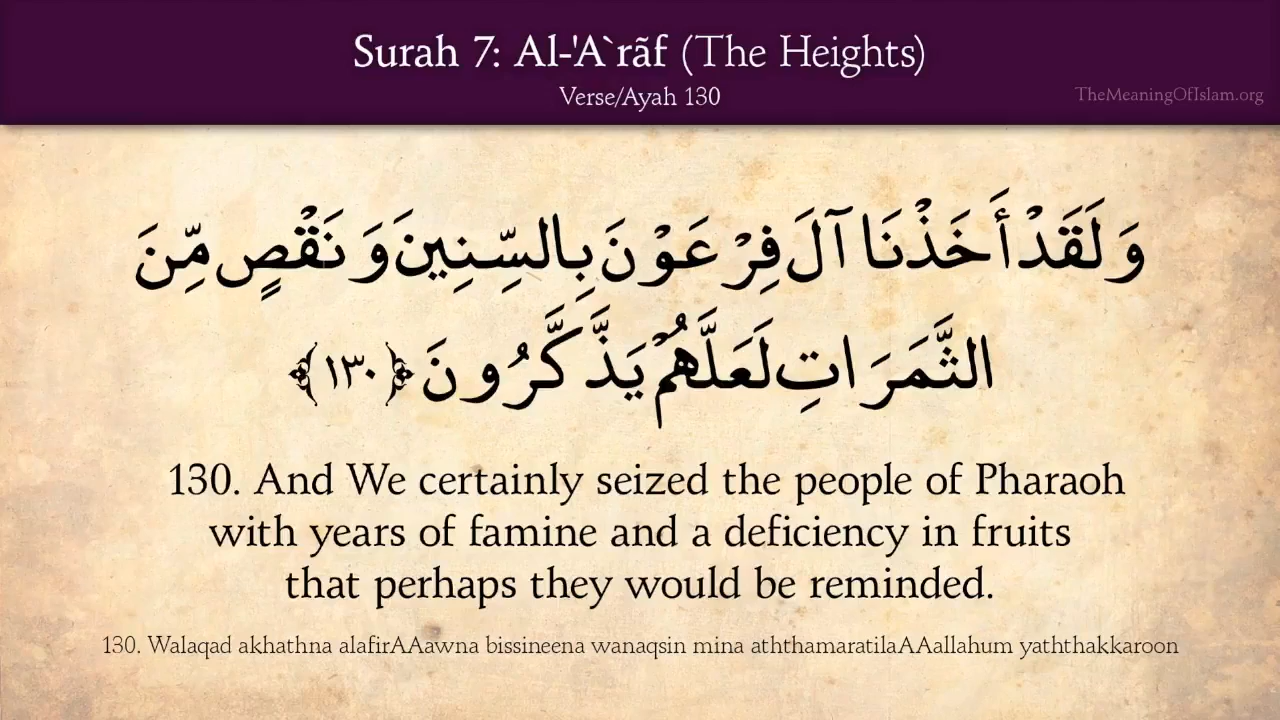 Surah 7: Al-'A`rãf (The Heights)
Verse/Ayah 130
TheMeaningOfIslam.org
وَلَقَدْ أَخَذْنَا آلَ فِرْعَوْنَ بِالسِّنِينَ وَنَقْصٍ مِّنَ
الثَّمَرَاتِ لَعَلَّهُمْ يَذَّكَّرُونَ ﴿١٣٠﴾
130. And We certainly seized the people of Pharaoh
with years of famine and a deficiency in fruits
that perhaps they would be reminded.
130. Walaqad akhathna alafirAAawna bissineena wanaqsin mina aththamaratilaAAallahum yaththakkaroon